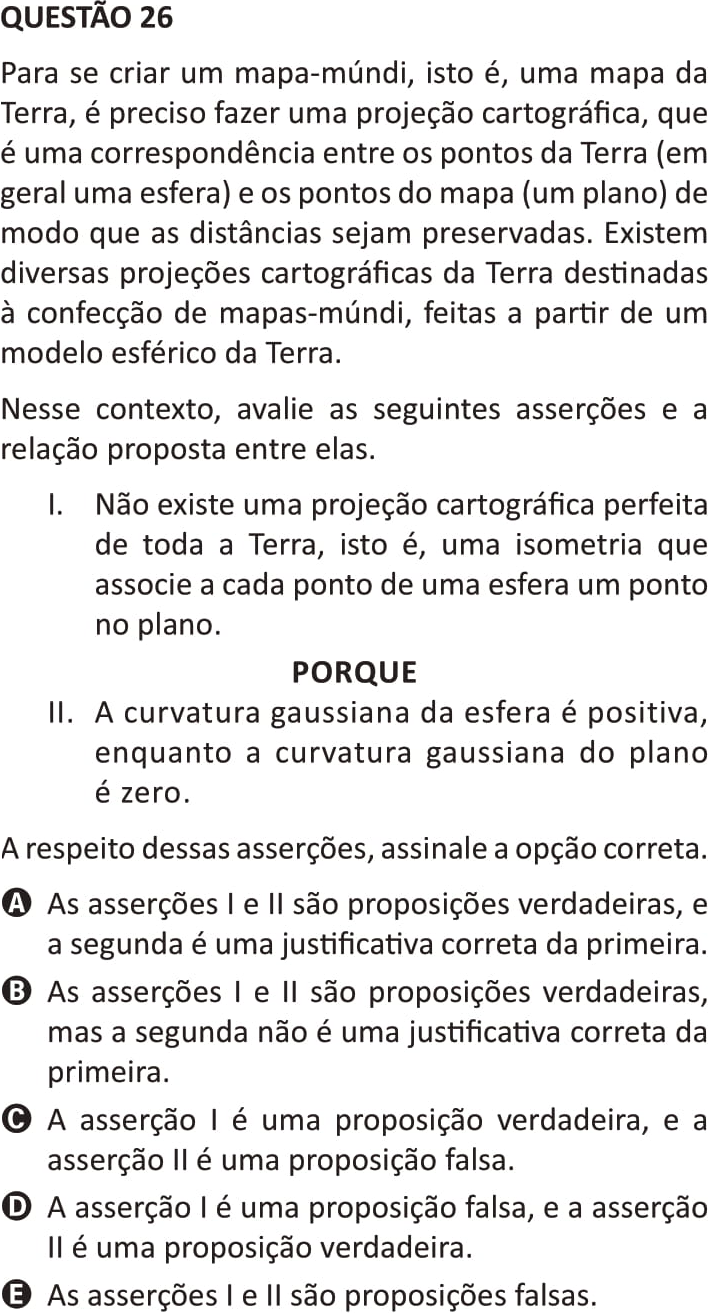 QUESTÃO 26
Para se criar um mapa-múndi, isto é, uma mapa da
Terra, é preciso fazer uma projeção cartográfica, que
é uma correspondência entre os pontos da Terra (em
geral uma esfera) e os pontos do mapa (um plano) de
modo que as distâncias sejam preservadas. Existem
diversas projeções cartográficas da Terra destinadas
à confecção de mapas-múndi, feitas a partir de um
modelo esférico da Terra.
Nesse contexto, avalie as seguintes asserções e a
relação proposta entre elas.
I. Não existe uma projeção cartográfica perfeita
de toda a Terra, isto é, uma isometria que
associe a cada ponto de uma esfera um ponto
no plano.
PORQUE
II. A curvatura gaussiana da esfera é positiva,
enquanto a curvatura gaussiana do plano
é zero.
A respeito dessas asserções, assinale a opção correta.
A As asserções I e II são proposições verdadeiras, e
a segunda é uma justificativa correta da primeira.
B As asserções I e II são proposições verdadeiras,
mas a segunda não é uma justificativa correta da
primeira.
C A asserção I é uma proposição verdadeira, e a
asserção II é uma proposição falsa.
D A asserção I é uma proposição falsa, e a asserção
II é uma proposição verdadeira.
E As asserções I e II são proposições falsas.